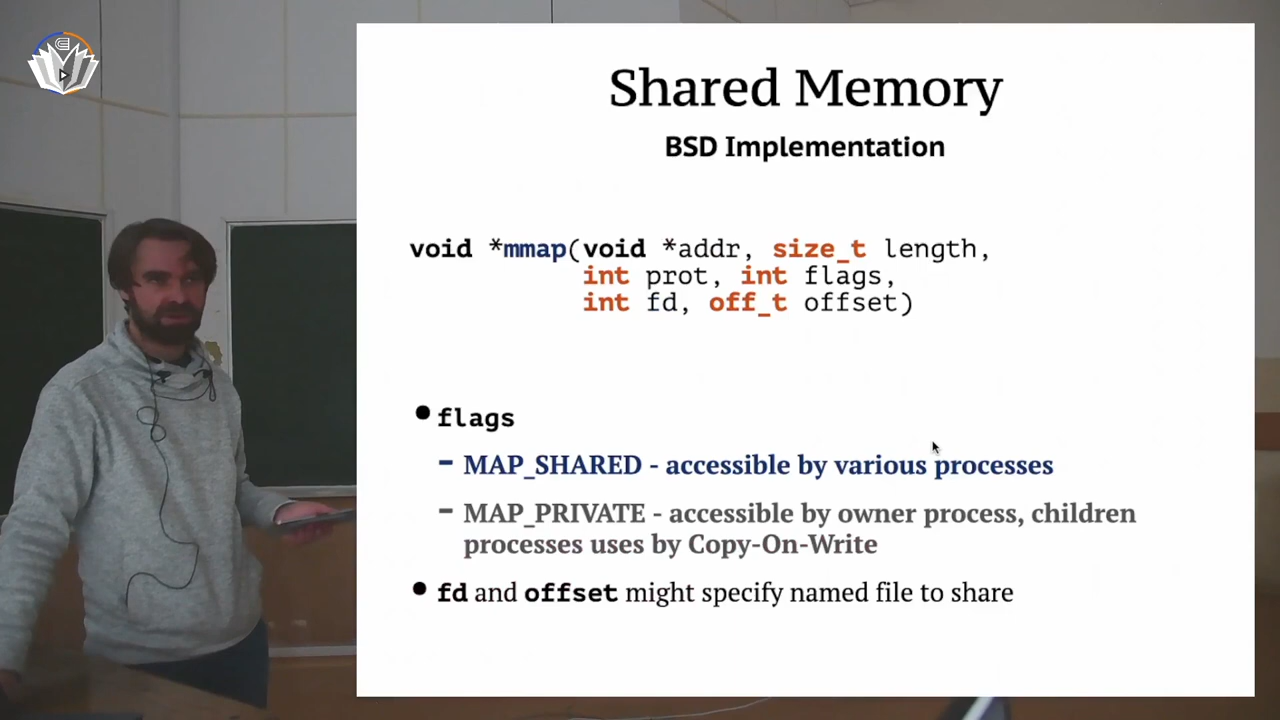 Shared Memory
BSD Implementation
void *mmap(void *addr, size_t length,
int prot, int flags,
int fd, off_t offset)
• flags
- MAP_SHARED - accessible by various processes
- MAP_PRIVATE - accessible by owner process, children
processes uses by Copy-On-Write
• fd and offset might specify named file to share